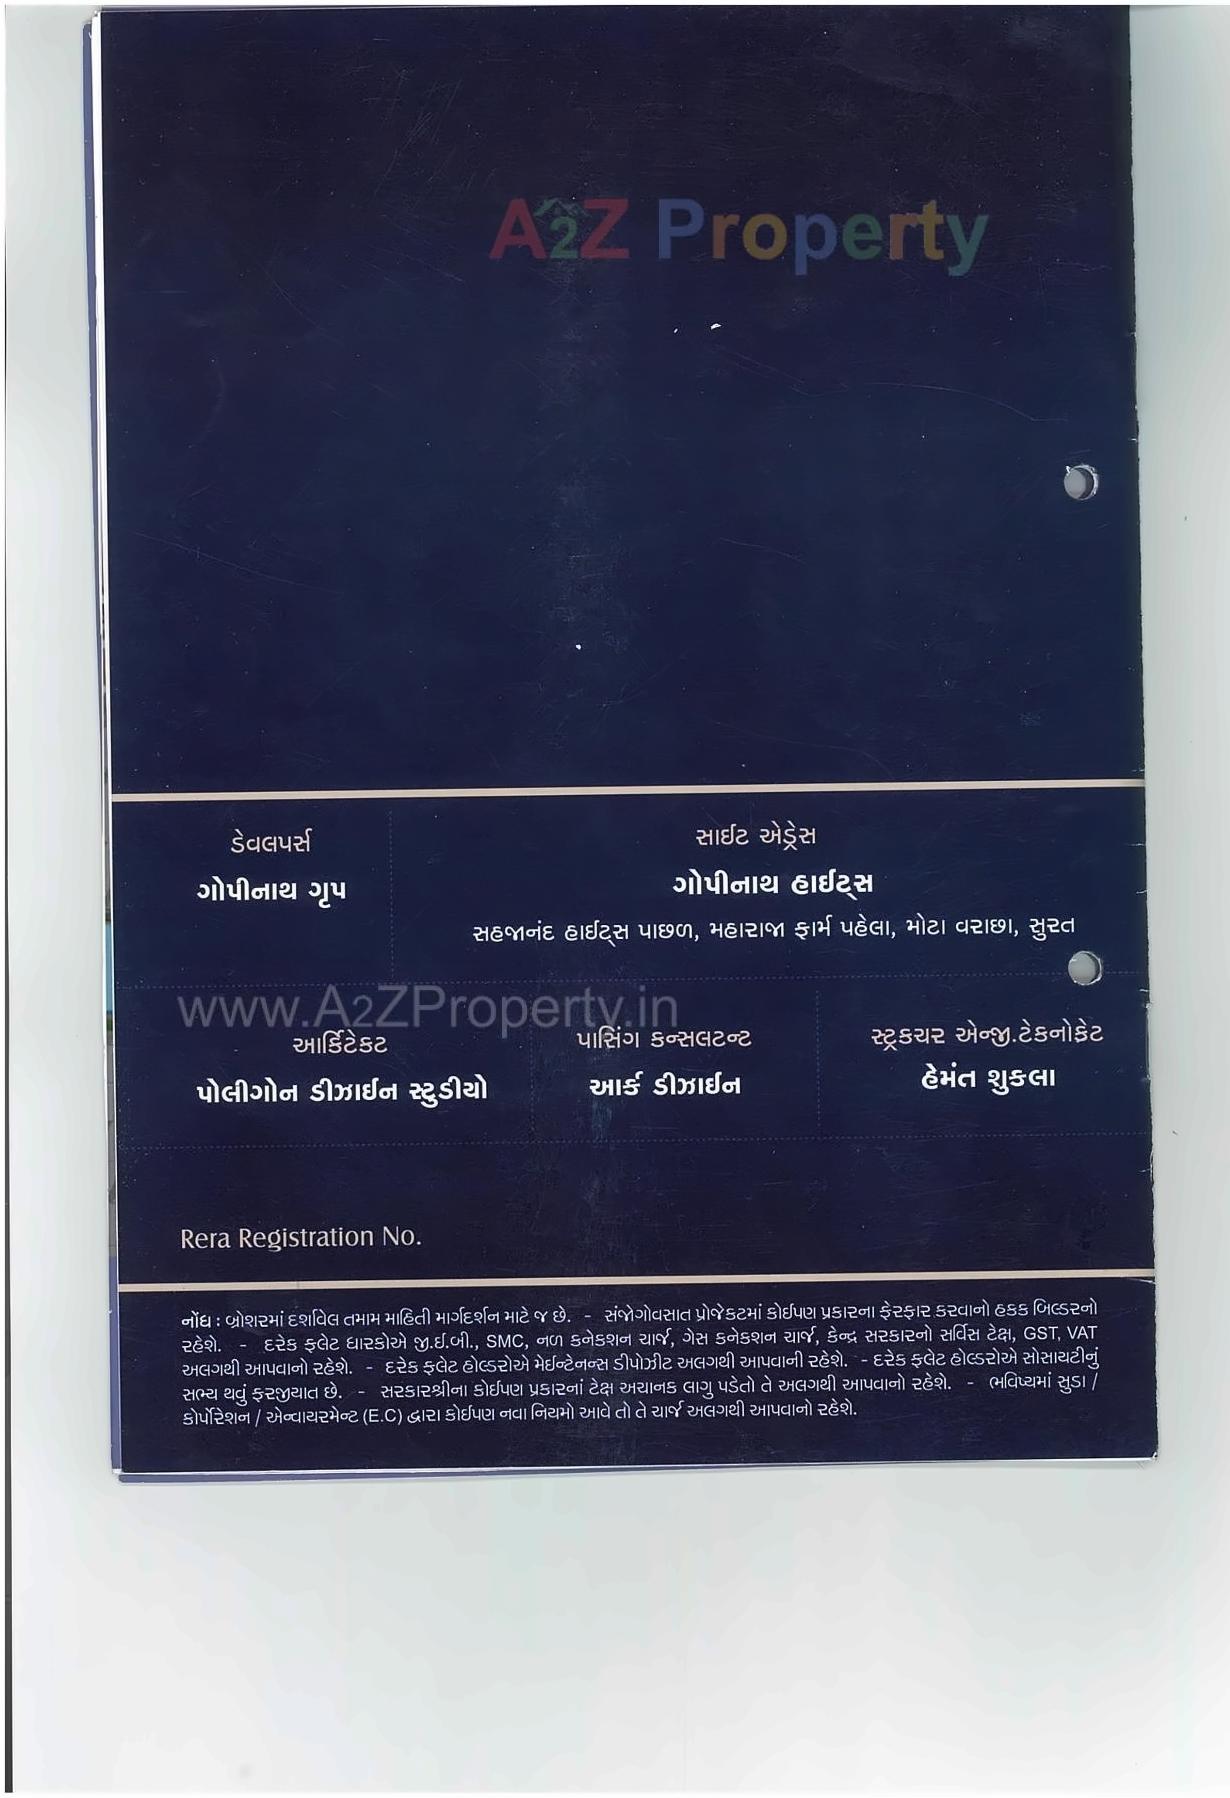 A2Z Property
ડેવલપર્સ
ગોપીનાથ ગૃપ
સાઈટ એડ્રેસ
ગોપીનાથ હાઈટ્સ
સહજાનંદ હાઈટ્સ પાછળ, મહારાજા ફાર્મ પહેલા, મોટા વરાછા, સુરત
www.A2ZProperty.in
આર્કિટેકટ
પોલીગોન ડીઝાઈન સ્ટુડીયો
પાસિંગ કન્સલટન્ટ
આર્ક ડીઝાઈન
સ્ટ્રકચર એન્જી.ટેકનોક્રેટ
હેમંત શુકલા
Rera Registration No.
નોંધ : બ્રોશરમાં દર્શાવેલ તમામ માહિતી માર્ગદર્શન માટે જ છે. - સંજોગોવસાત પ્રોજેકટમાં કોઈપણ પ્રકારના ફેરફાર કરવાનો હકક બિલ્ડરનો
રહેશે. - દરેક ફલેટ ધારકોએ જી.ઈ.બી., SMC, નળ કનેકશન ચાર્જ, ગેસ કનેકશન ચાર્જ, કેન્દ્ર સરકારનો સર્વિસ ટેક્ષ, GST, VAT
અલગથી આપવાનો રહેશે. - દરેક ફલેટ હોલ્ડરોએ મેઈન્ટેનન્સ ડીપોઝીટ અલગથી આપવાની રહેશે. - દરેક ફલેટ હોલ્ડરોએ સોસાયટીનું
સભ્ય થવું ફરજીયાત છે. - સરકારશ્રીના કોઈપણ પ્રકારનાં ટેક્ષ અચાનક લાગુ પડેતો તે અલગથી આપવાનો રહેશે. - ભવિષ્યમાં સુડા /
કોર્પોરેશન / એન્વાયરમેન્ટ (E.C) દ્વારા કોઈપણ નવા નિયમો આવે તો તે ચાર્જ અલગથી આપવાનો રહેશે.